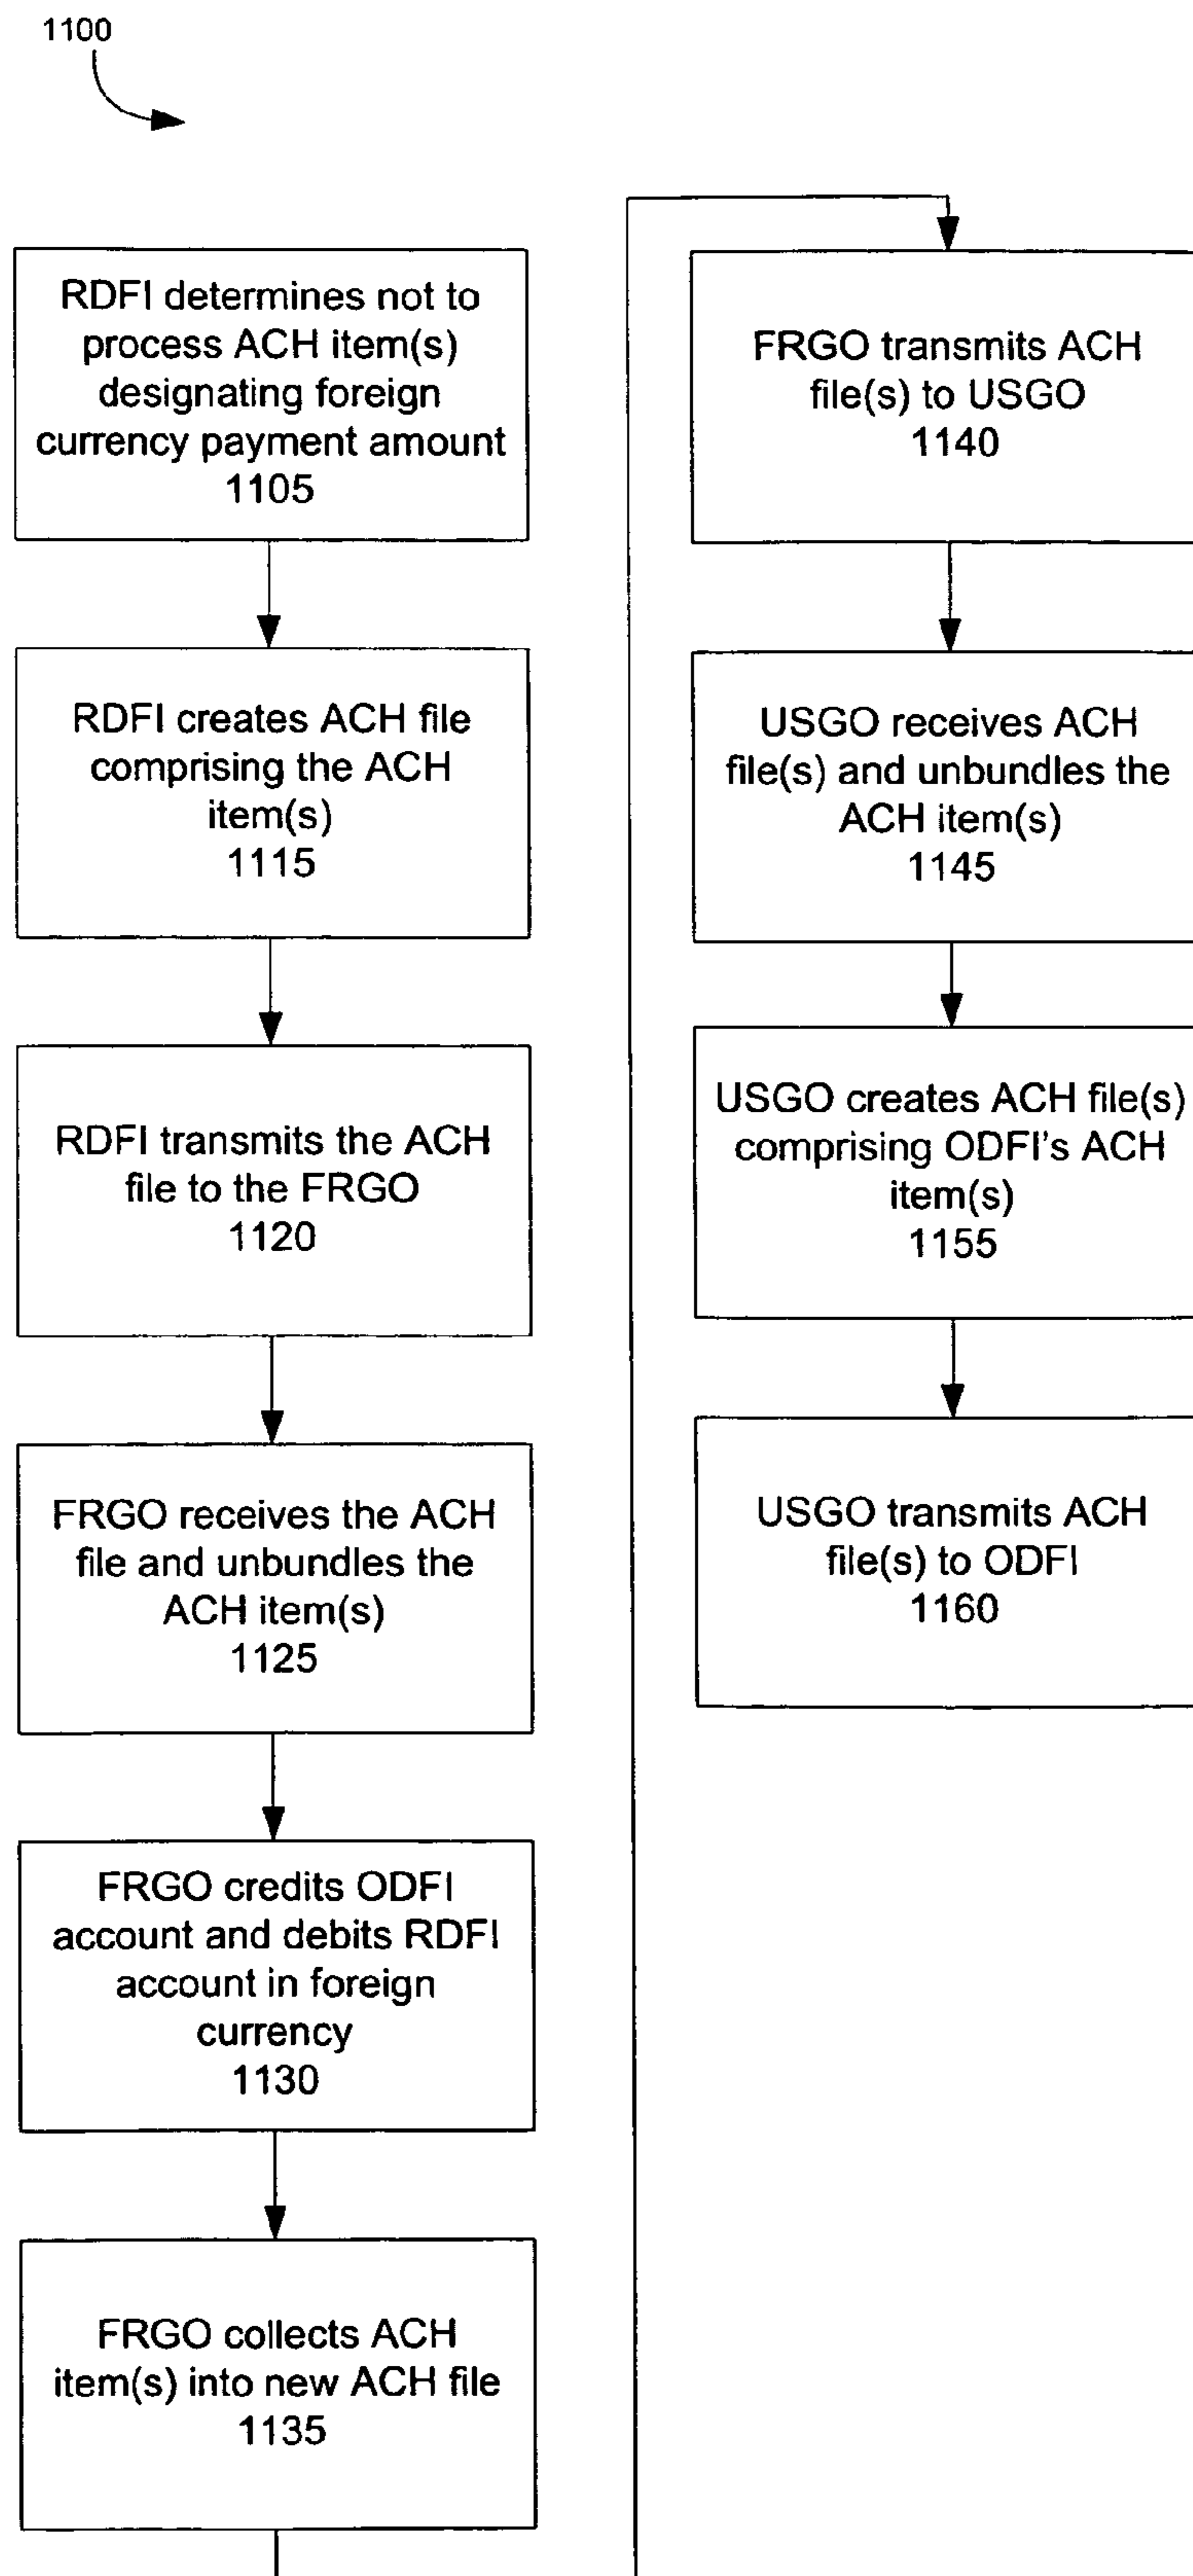 1100
RDFI determines not to
process ACH item(s)
designating foreign
currency payment amount
1105
RDFI creates ACH file
comprising the ACH
item(s)
1115
RDFI transmits the ACH
file to the FRGO
1120
FRGO receives the ACH
file and unbundles the
ACH item(s)
1125
FRGO credits ODFI
account and debits RDFI
account in foreign
currency
1130
FRGO collects ACH
item(s) into new ACH file
1135
FRGO transmits ACH
file(s) to USGO
1140
USGO receives ACH
file(s) and unbundles the
ACH item(s)
1145
USGO creates ACH file(s)
comprising ODFI's ACH
item(s)
1155
USGO transmits ACH
file(s) to ODFI
1160